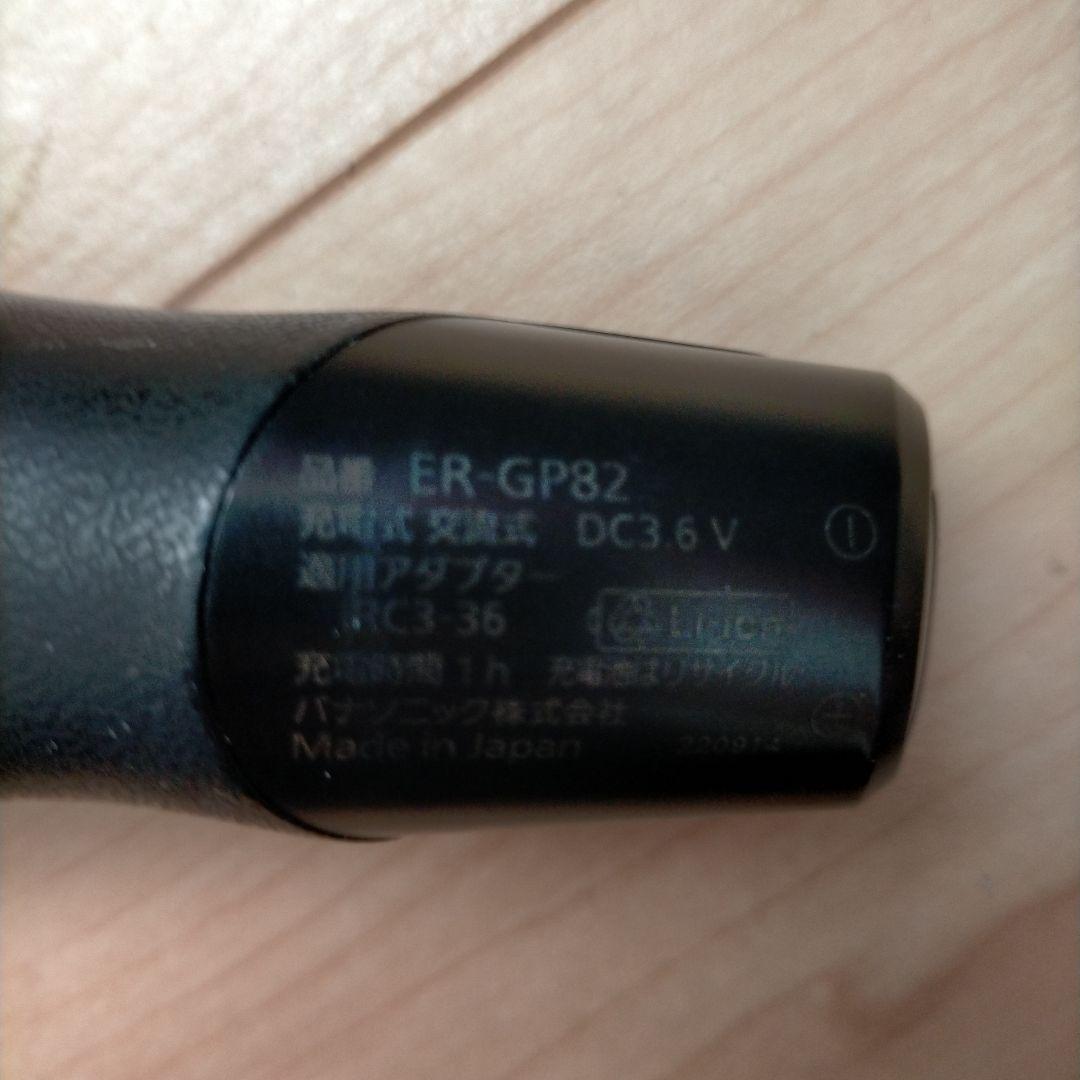 品番 ER-GP82
充電式 交流式 DC3.6 V
適用アダプター
RC3-36
Li-ion
充電時間 1h 充電池はリサイクル
パナソニック株式会社
Made in Japan 220914